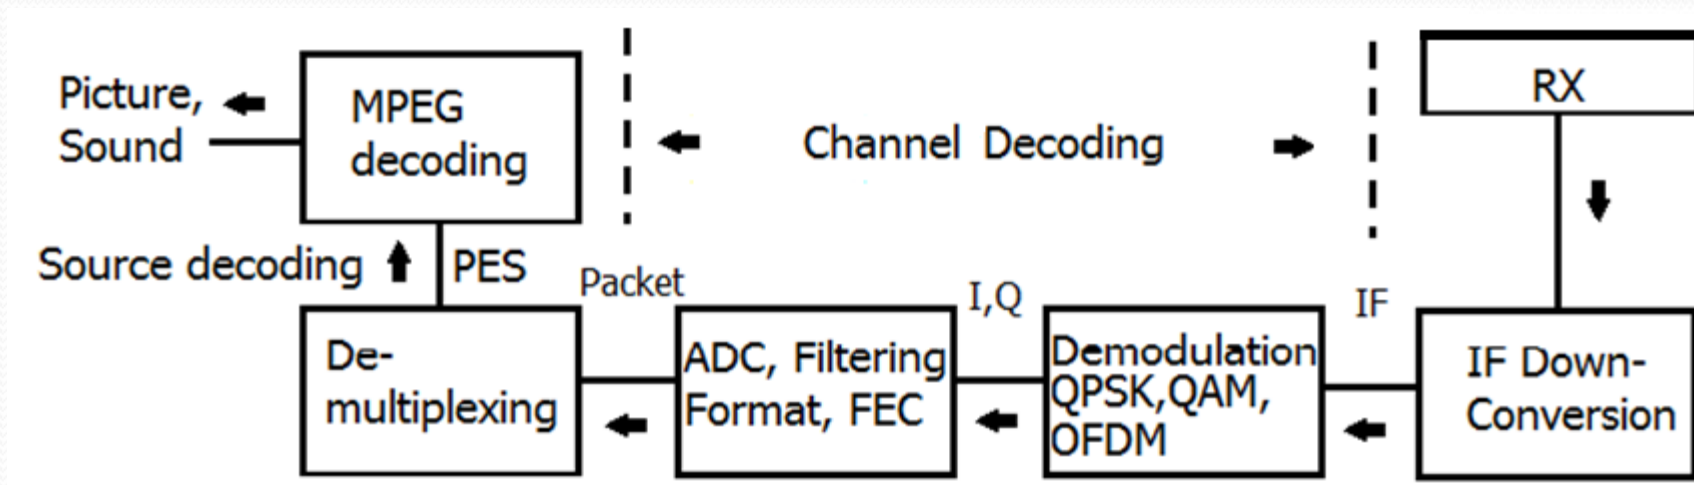 Picture,
Sound
MPEG
decoding
Channel Decoding
RX
Source decoding
PES
Packet
I,Q
IF
De-
multiplexing
ADC, Filtering
Format, FEC
Demodulation
QPSK,QAM,
OFDM
IF Down-
Conversion